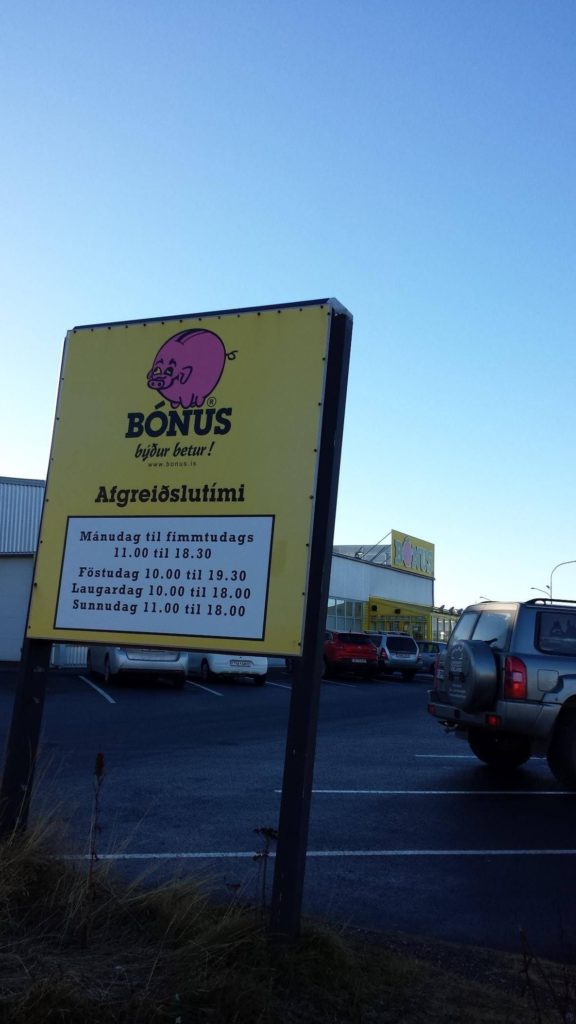 BÓNUS®
býður betur!
www.bonus.is
Afgreiðslutími
Mánudag til fimmtudags
11.00 til 18.30
Föstudag 10.00 til 19.30
Laugardag 10.00 til 18.00
Sunnudag 11.00 til 18.00
BÓNUS